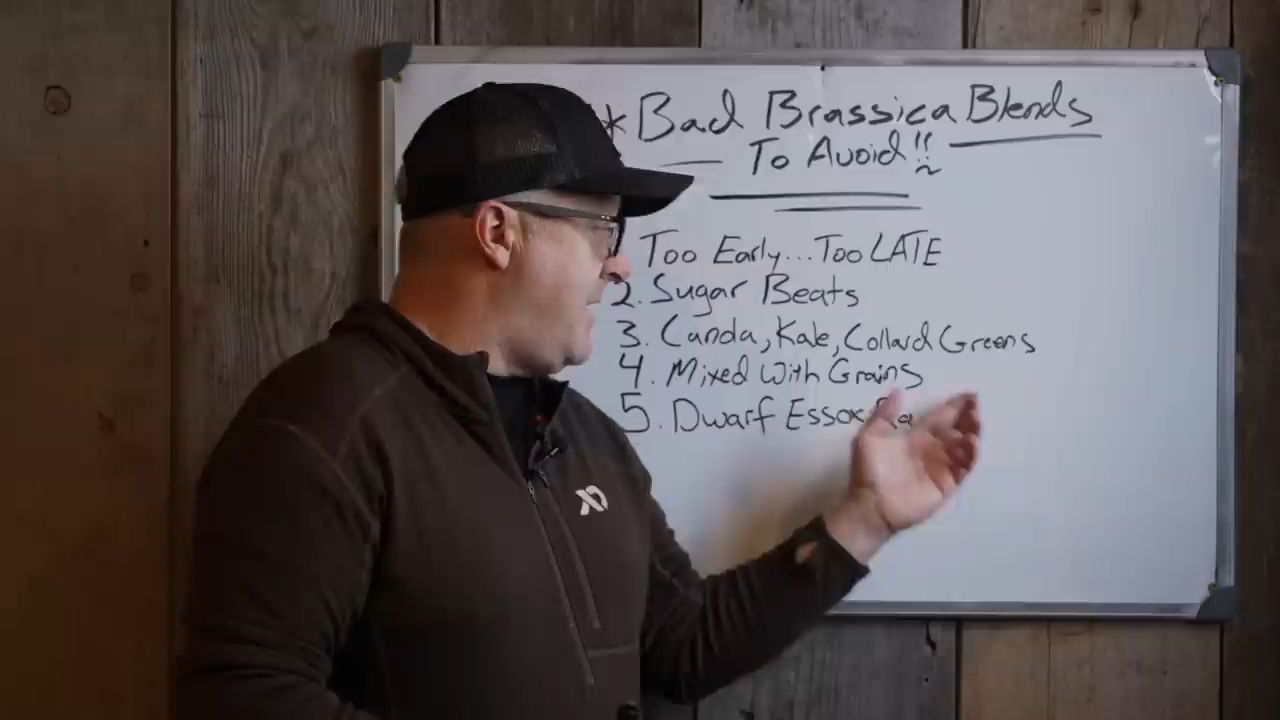 *Bad Brassica Blends
To Avoid!!
Too Early...Too LATE
2. Sugar Beats
3. Canda, Kale, Collard Greens
4. Mixed With Grains
5. Dwarf Essex